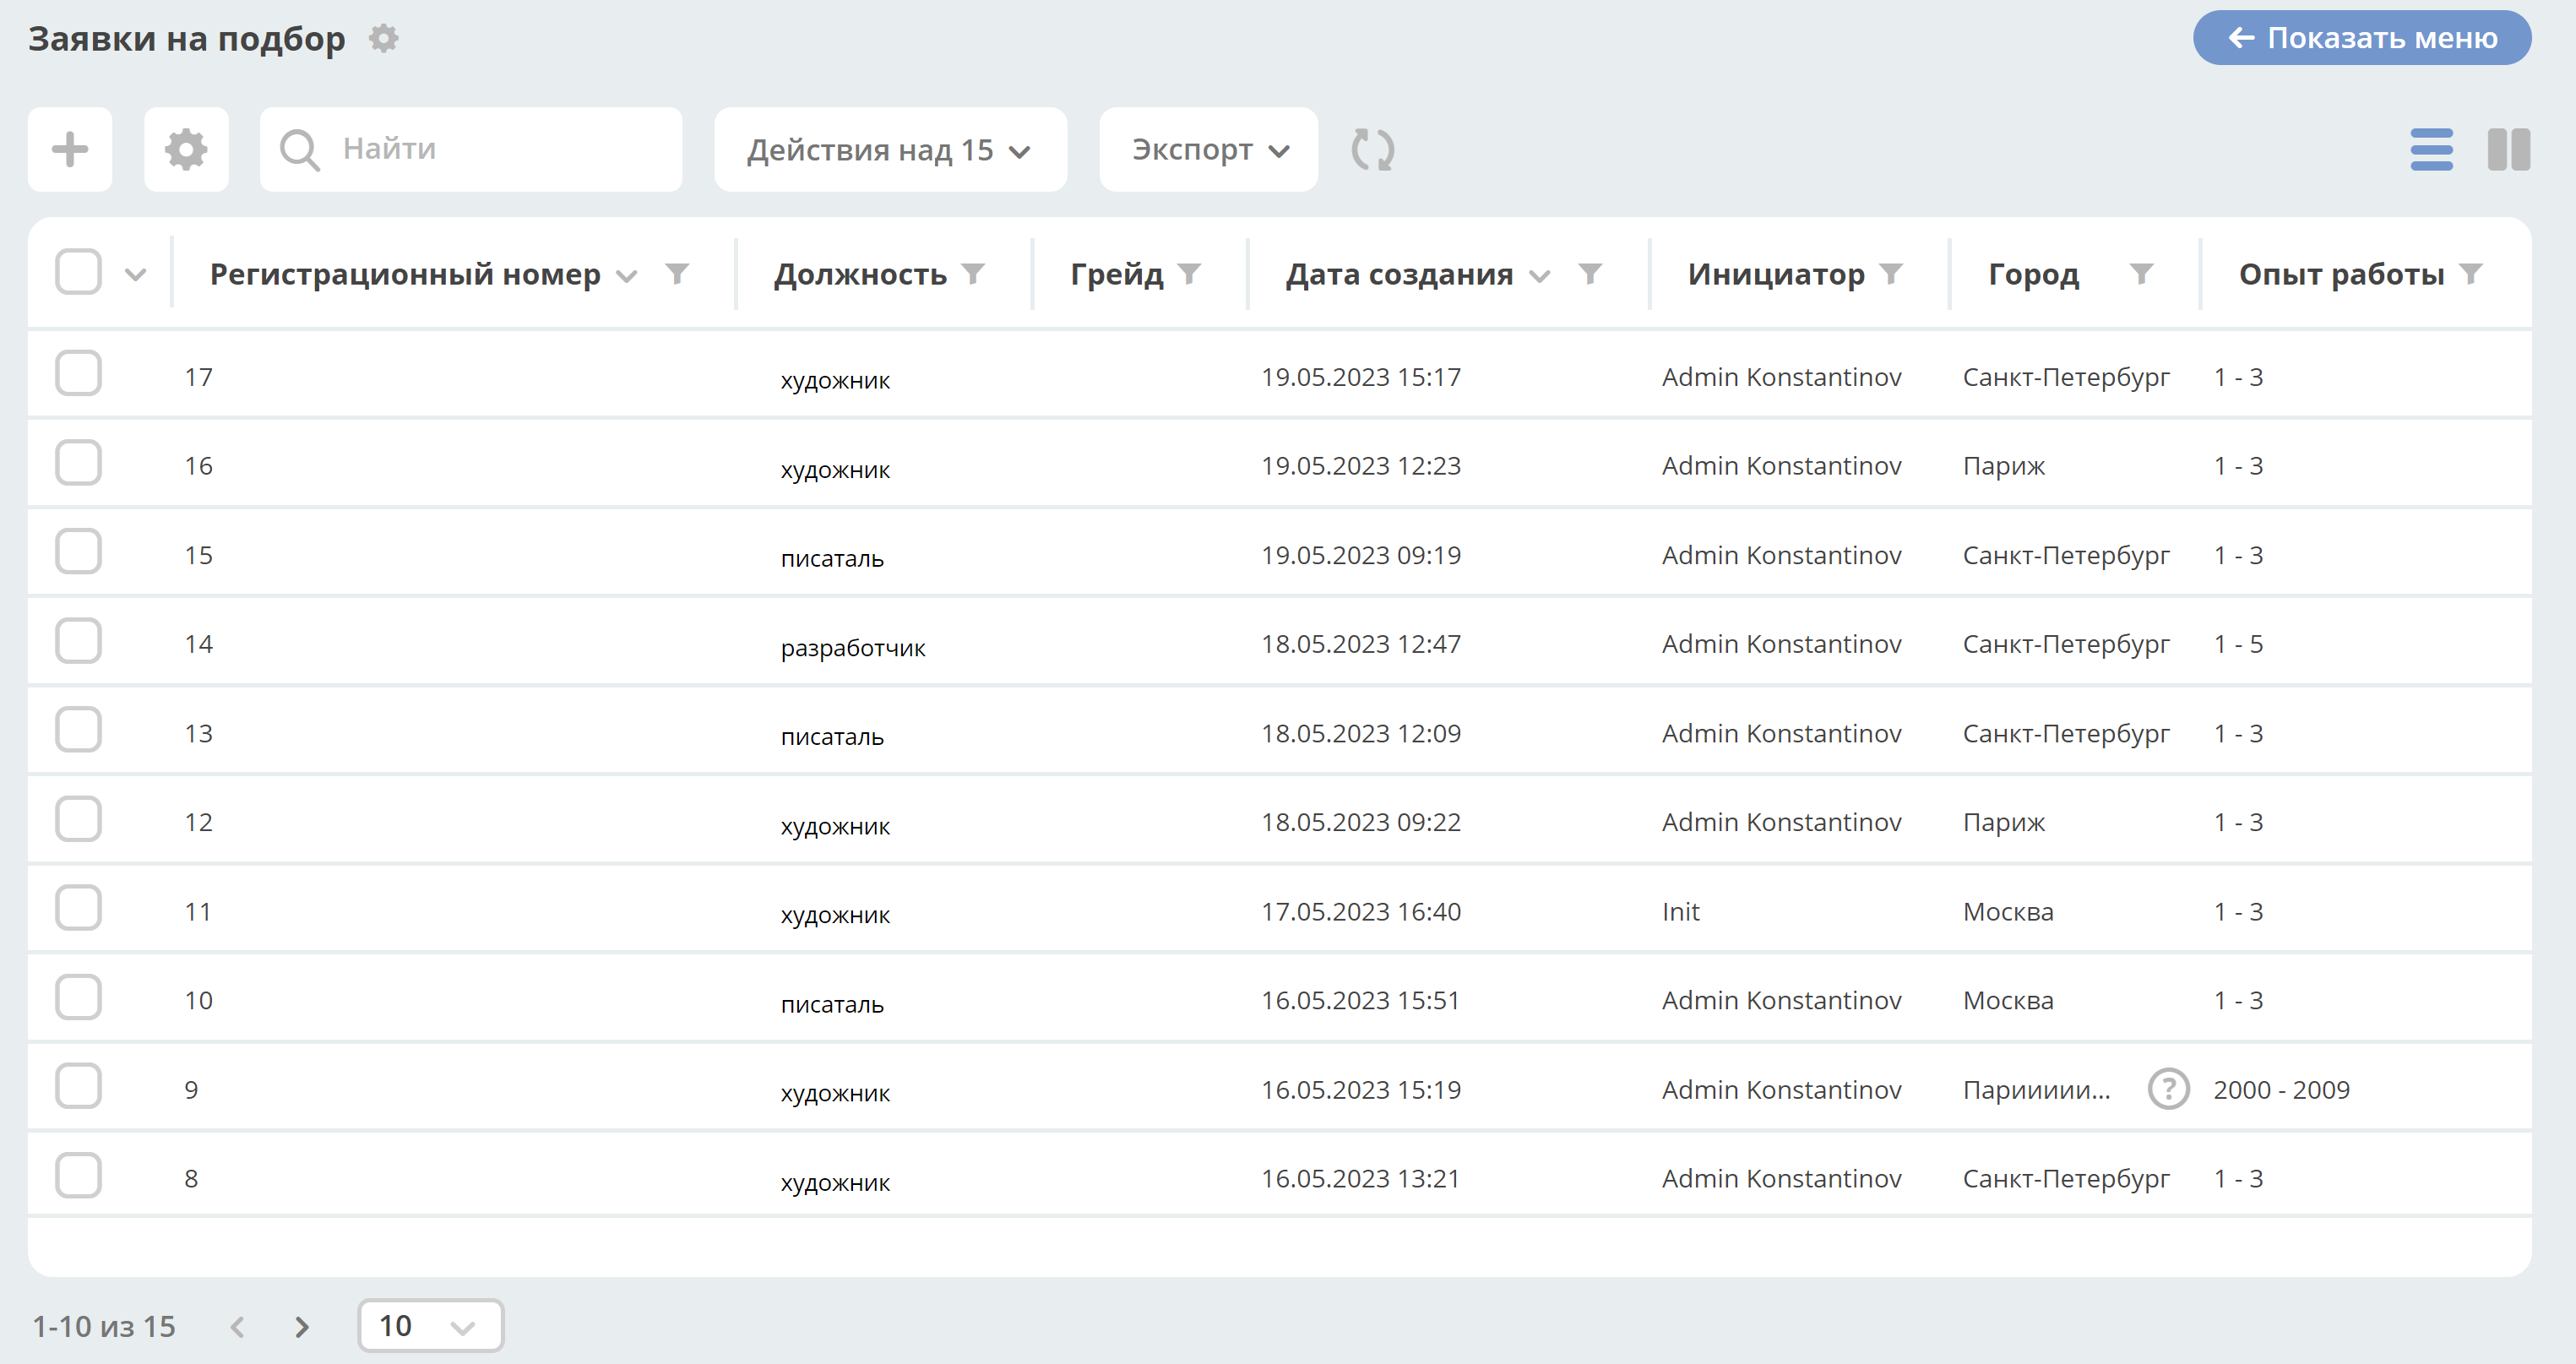 Заявки на подбор
Показать меню
Найти Действия над 15 Экспорт
Регистрационный номер Должность Грейд Дата создания Инициатор Город Опыт работы
17 художник 19.05.2023 15:17 Admin Konstantinov Санкт-Петербург 1 - 3
16 художник 19.05.2023 12:23 Admin Konstantinov Париж 1 - 3
15 писаталь 19.05.2023 09:19 Admin Konstantinov Санкт-Петербург 1 - 3
14 разработчик 18.05.2023 12:47 Admin Konstantinov Санкт-Петербург 1 - 5
13 писаталь 18.05.2023 12:09 Admin Konstantinov Санкт-Петербург 1 - 3
12 художник 18.05.2023 09:22 Admin Konstantinov Париж 1 - 3
11 художник 17.05.2023 16:40 Init Москва 1 - 3
10 писаталь 16.05.2023 15:51 Admin Konstantinov Москва 1 - 3
9 художник 16.05.2023 15:19 Admin Konstantinov Париииии... ? 2000 - 2009
8 художник 16.05.2023 13:21 Admin Konstantinov Санкт-Петербург 1 - 3
1-10 из 15 10